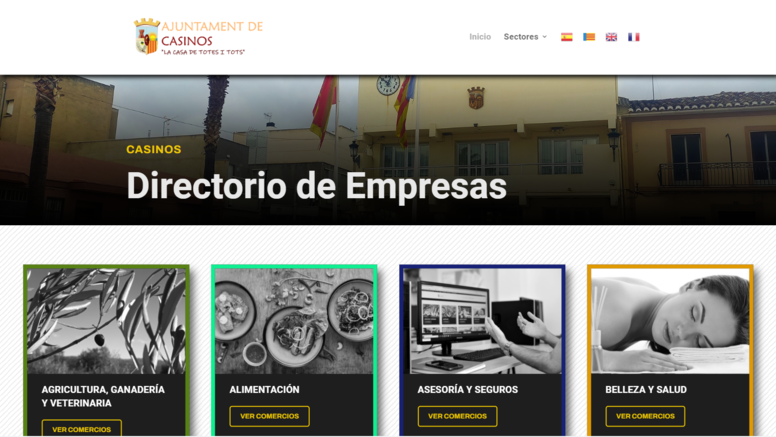 AJUNTAMENT DE
CASINOS
"LA CASA DE TOTES I TOTS"
Inicio Sectores
CASINOS
Directorio de Empresas
AGRICULTURA, GANADERÍA
Y VETERINARIA
VER COMERCIOS
ALIMENTACIÓN
VER COMERCIOS
ASESORÍA Y SEGUROS
VER COMERCIOS
BELLEZA Y SALUD
VER COMERCIOS